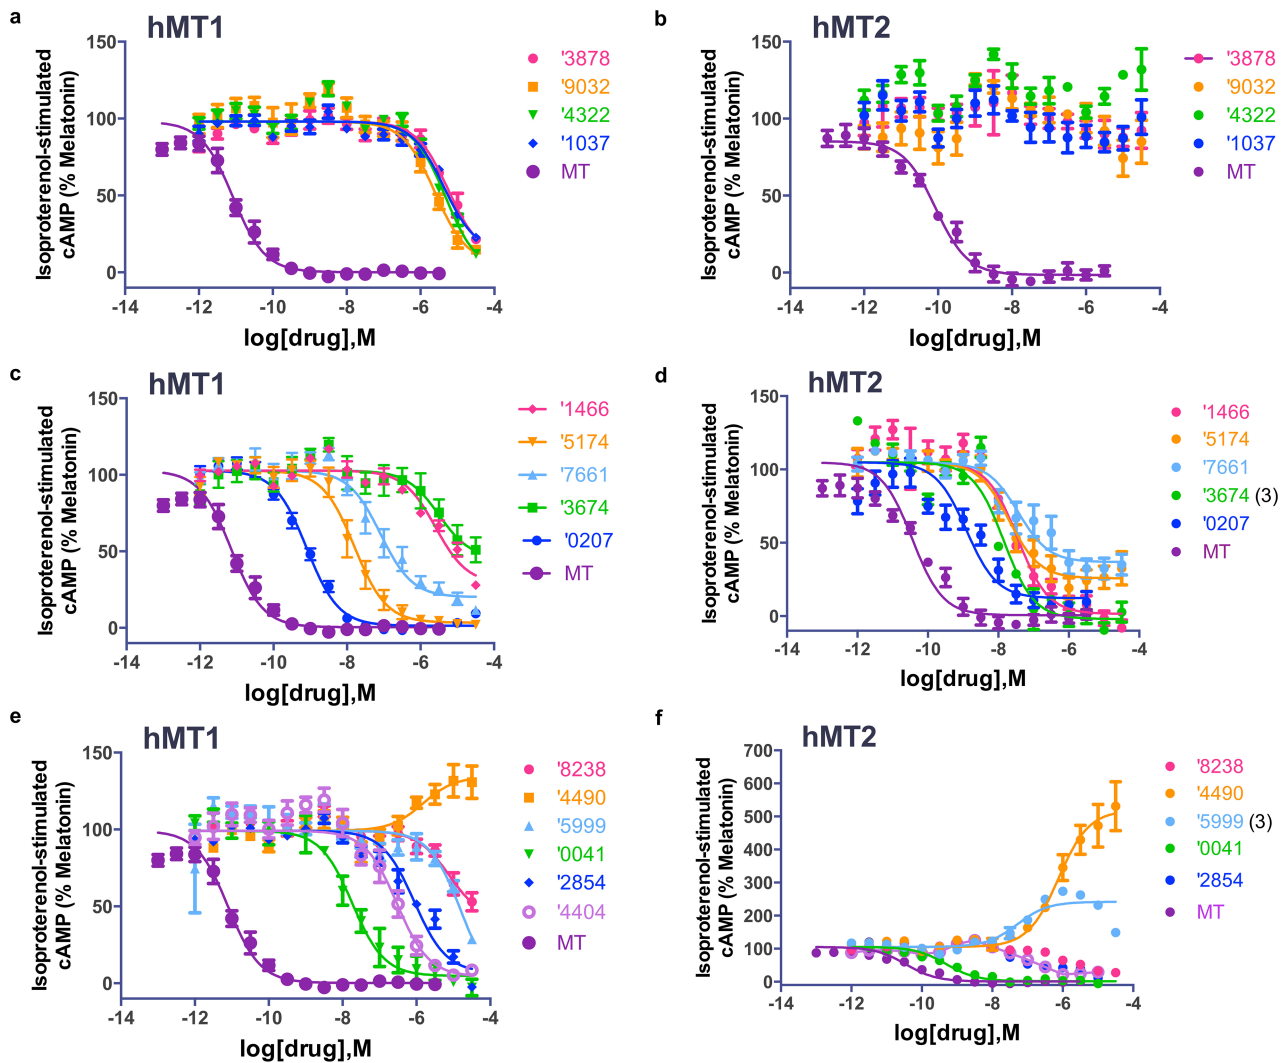 a
hMT1
Isoproterenol-stimulated
cAMP (% Melatonin)
150
100
50
0
-14
-12
-10
-8
-6
-4
log[drug],M
'3878
'9032
'4322
'1037
MT
b
hMT2
Isoproterenol-stimulated
cAMP (% Melatonin)
150
100
50
0
-14
-12
-10
-8
-6
-4
log[drug],M
'3878
'9032
'4322
'1037
MT
c
hMT1
Isoproterenol-stimulated
cAMP (% Melatonin)
150
100
50
0
-14
-12
-10
-8
-6
-4
log[drug],M
'1466
'5174
'7661
'3674
'0207
MT
d
hMT2
Isoproterenol-stimulated
cAMP (% Melatonin)
150
100
50
0
-14
-12
-10
-8
-6
-4
log[drug],M
'1466
'5174
'7661
'3674 (3)
'0207
MT
e
hMT1
Isoproterenol-stimulated
cAMP (% Melatonin)
150
100
50
0
-14
-12
-10
-8
-6
-4
log[drug],M
'8238
'4490
'5999
'0041
'2854
'4404
MT
f
hMT2
Isoproterenol-stimulated
cAMP (% Melatonin)
700
600
500
400
300
200
100
0
-14
-12
-10
-8
-6
-4
log[drug],M
'8238
'4490
'5999 (3)
'0041
'2854
MT